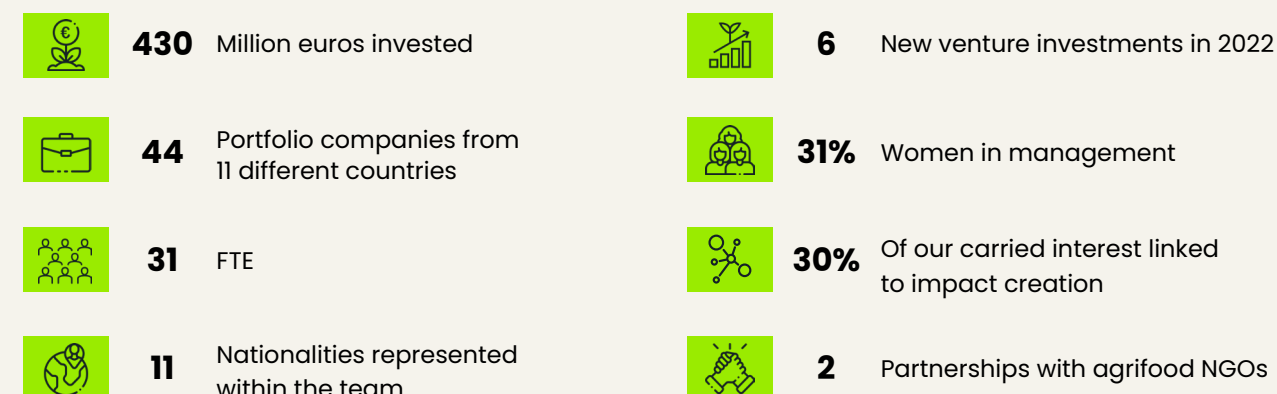 430 Million euros invested
44 Portfolio companies from
11 different countries
31 FTE
11 Nationalities represented
within the team
6 New venture investments in 2022
31% Women in management
30% Of our carried interest linked
to impact creation
2 Partnerships with agrifood NGOs